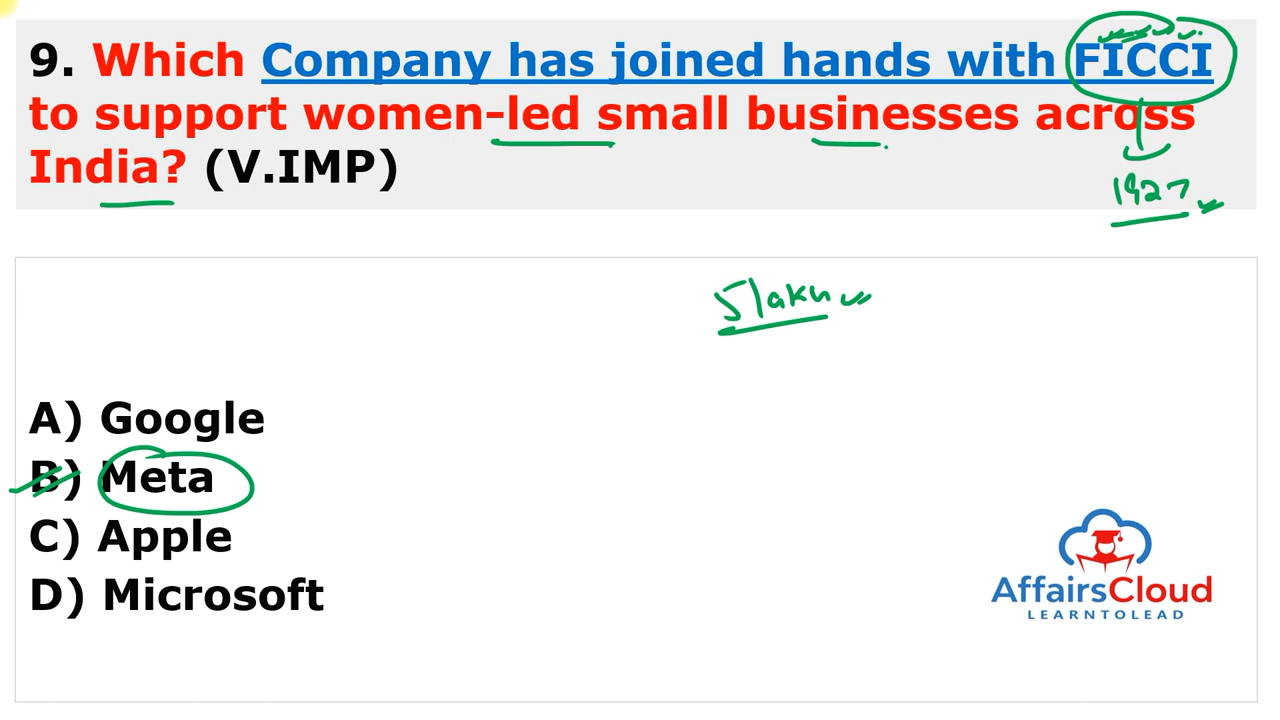 9. Which Company has joined hands with FICCI
to support women-led small businesses across
India? (V.IMP)
1927
5 lakh
A) Google
B) Meta
C) Apple
D) Microsoft
AffairsCloud
LEARNTOLEAD